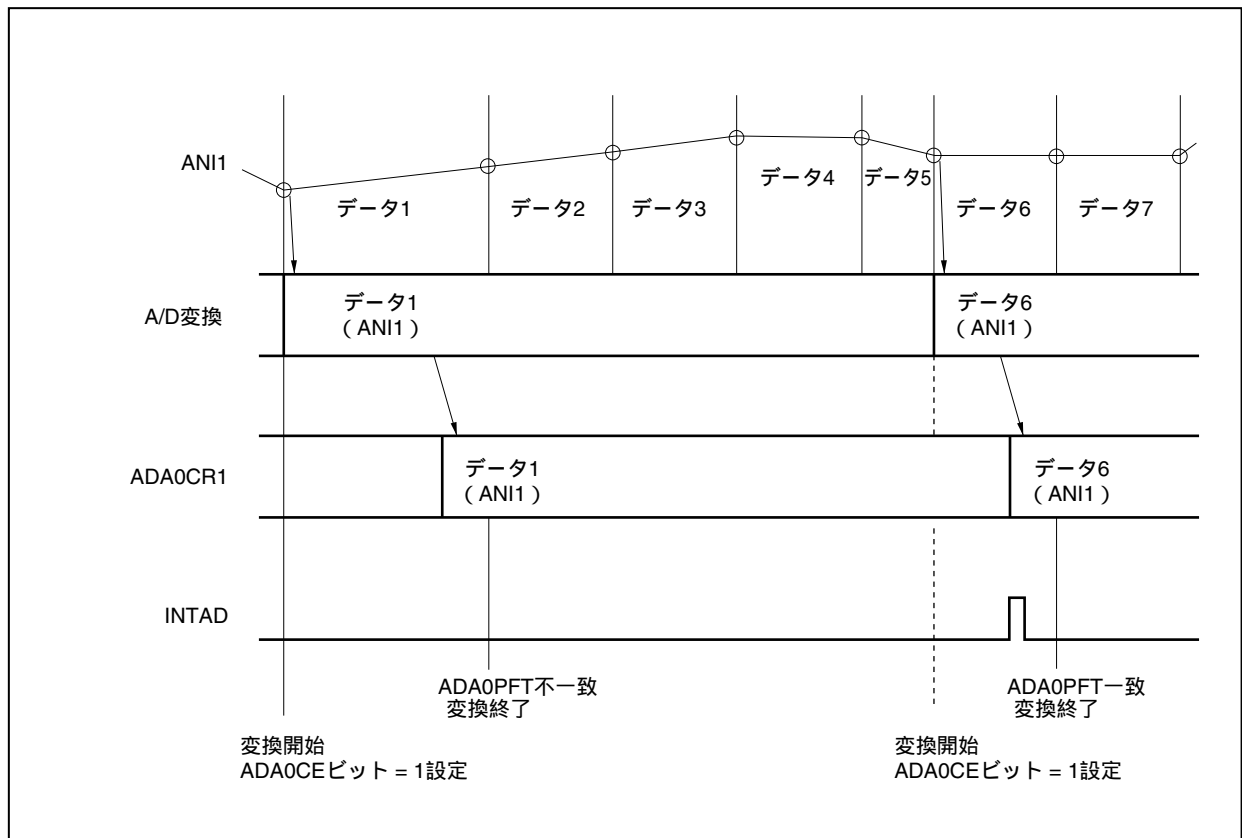 ANI1
データ1
データ2
データ3
データ4
データ5
データ6
データ7
A/D変換
データ1
（ANI1）
データ6
（ANI1）
ADA0CR1
データ1
（ANI1）
データ6
（ANI1）
INTAD
ADA0PFT不一致
変換終了
ADA0PFT一致
変換終了
変換開始
ADA0CEビット = 1設定
変換開始
ADA0CEビット = 1設定